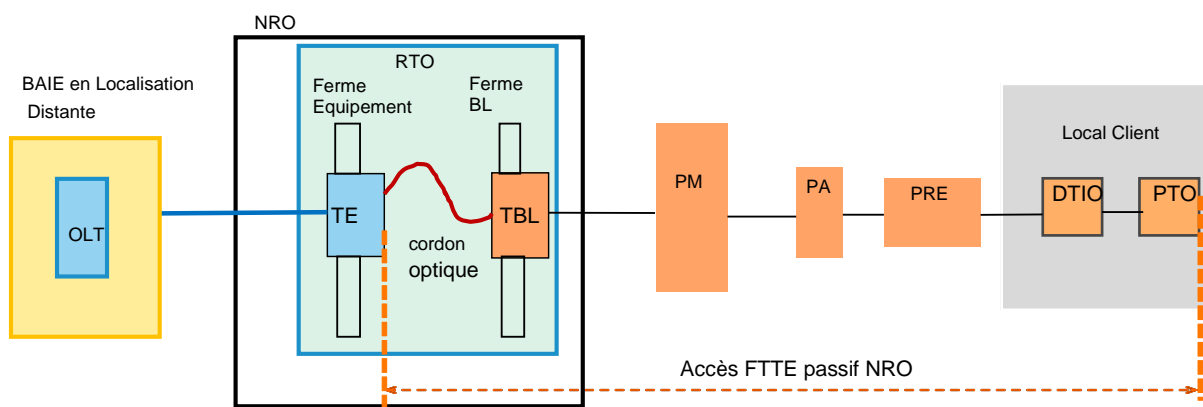 NRO
RTO
BAIE en Localisation
Distante
Ferme
Equipement
Ferme
BL
Local Client
OLT
TE
TBL
cordon
optique
PM
PA
PRE
DTIO
PTO
Accès FTTE passif NRO